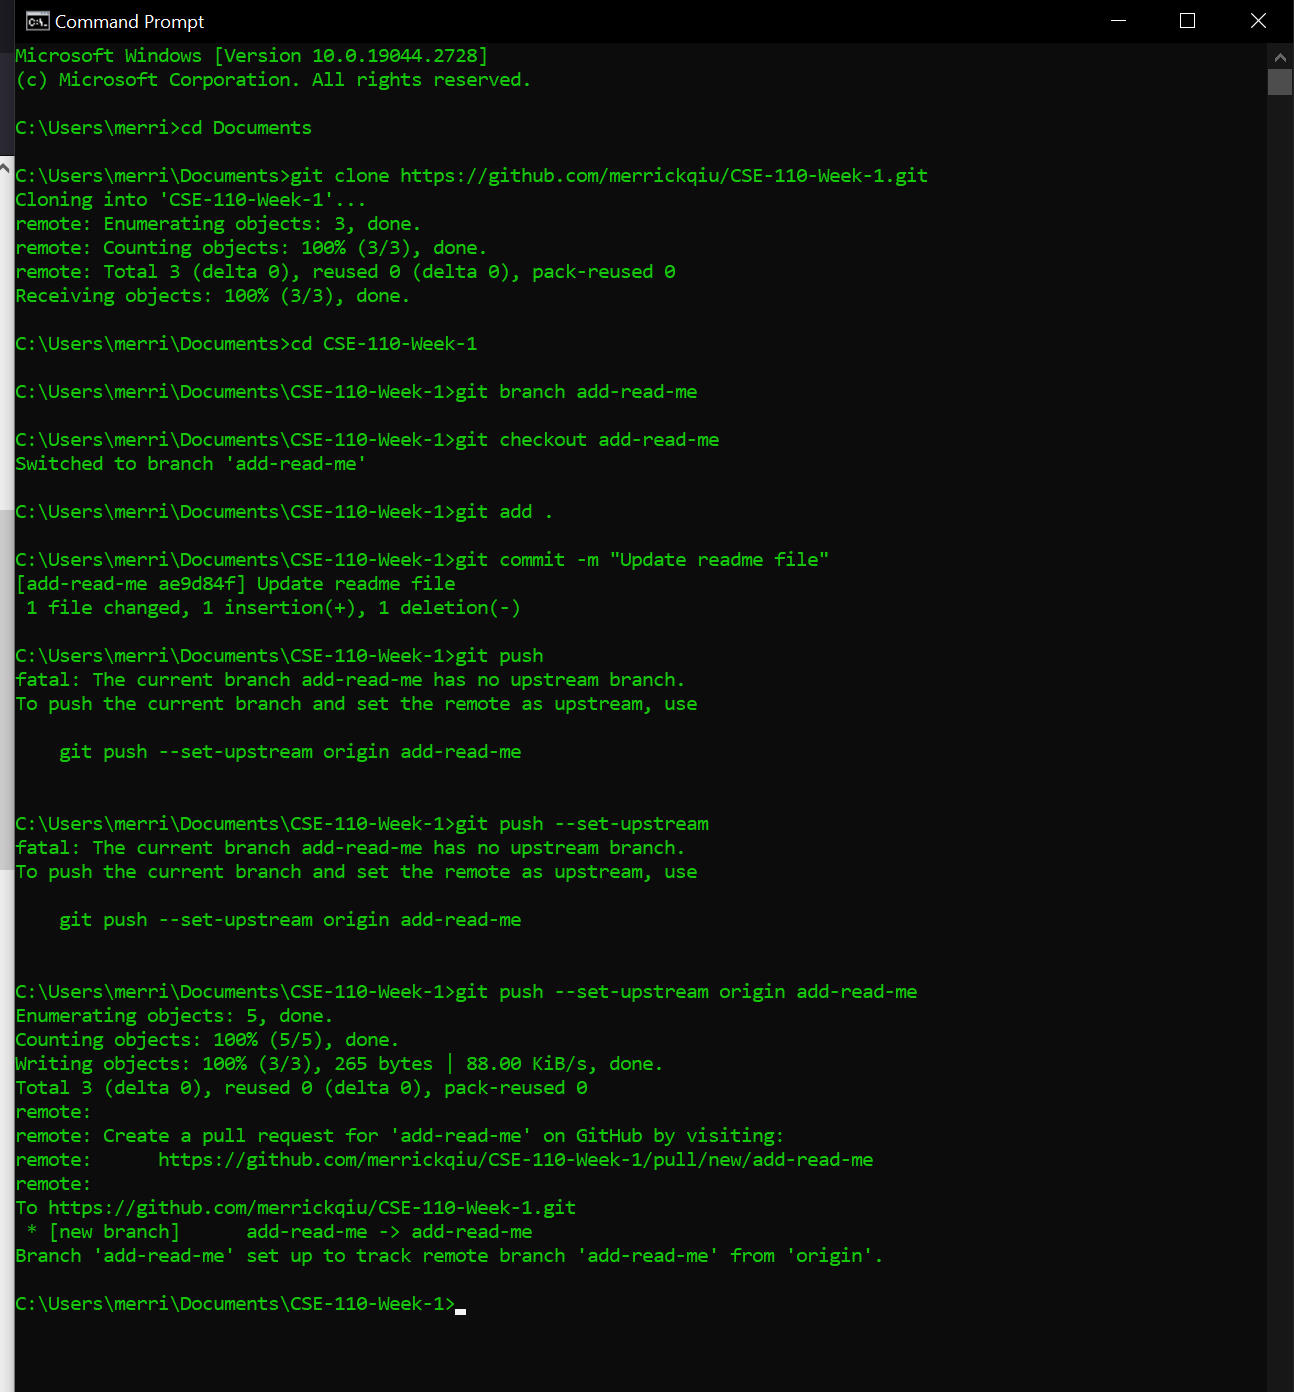 Command Prompt
Microsoft Windows [Version 10.0.19044.2728]
(c) Microsoft Corporation. All rights reserved.
C:\Users\merri>cd Documents
C:\Users\merri\Documents>git clone https://github.com/merrickqiu/CSE-110-Week-1.git
Cloning into 'CSE-110-Week-1'...
remote: Enumerating objects: 3, done.
remote: Counting objects: 100% (3/3), done.
remote: Total 3 (delta 0), reused 0 (delta 0), pack-reused 0
Receiving objects: 100% (3/3), done.
C:\Users\merri\Documents>cd CSE-110-Week-1
C:\Users\merri\Documents\CSE-110-Week-1>git branch add-read-me
C:\Users\merri\Documents\CSE-110-Week-1>git checkout add-read-me
Switched to branch 'add-read-me'
C:\Users\merri\Documents\CSE-110-Week-1>git add .
C:\Users\merri\Documents\CSE-110-Week-1>git commit -m "Update readme file"
[add-read-me ae9d84f] Update readme file
 1 file changed, 1 insertion(+), 1 deletion(-)
C:\Users\merri\Documents\CSE-110-Week-1>git push
fatal: The current branch add-read-me has no upstream branch.
To push the current branch and set the remote as upstream, use
    git push --set-upstream origin add-read-me
C:\Users\merri\Documents\CSE-110-Week-1>git push --set-upstream
fatal: The current branch add-read-me has no upstream branch.
To push the current branch and set the remote as upstream, use
    git push --set-upstream origin add-read-me
C:\Users\merri\Documents\CSE-110-Week-1>git push --set-upstream origin add-read-me
Enumerating objects: 5, done.
Counting objects: 100% (5/5), done.
Writing objects: 100% (3/3), 265 bytes | 88.00 KiB/s, done.
Total 3 (delta 0), reused 0 (delta 0), pack-reused 0
remote:
remote: Create a pull request for 'add-read-me' on GitHub by visiting:
remote:      https://github.com/merrickqiu/CSE-110-Week-1/pull/new/add-read-me
remote:
To https://github.com/merrickqiu/CSE-110-Week-1.git
 * [new branch]      add-read-me -> add-read-me
Branch 'add-read-me' set up to track remote branch 'add-read-me' from 'origin'.
C:\Users\merri\Documents\CSE-110-Week-1>